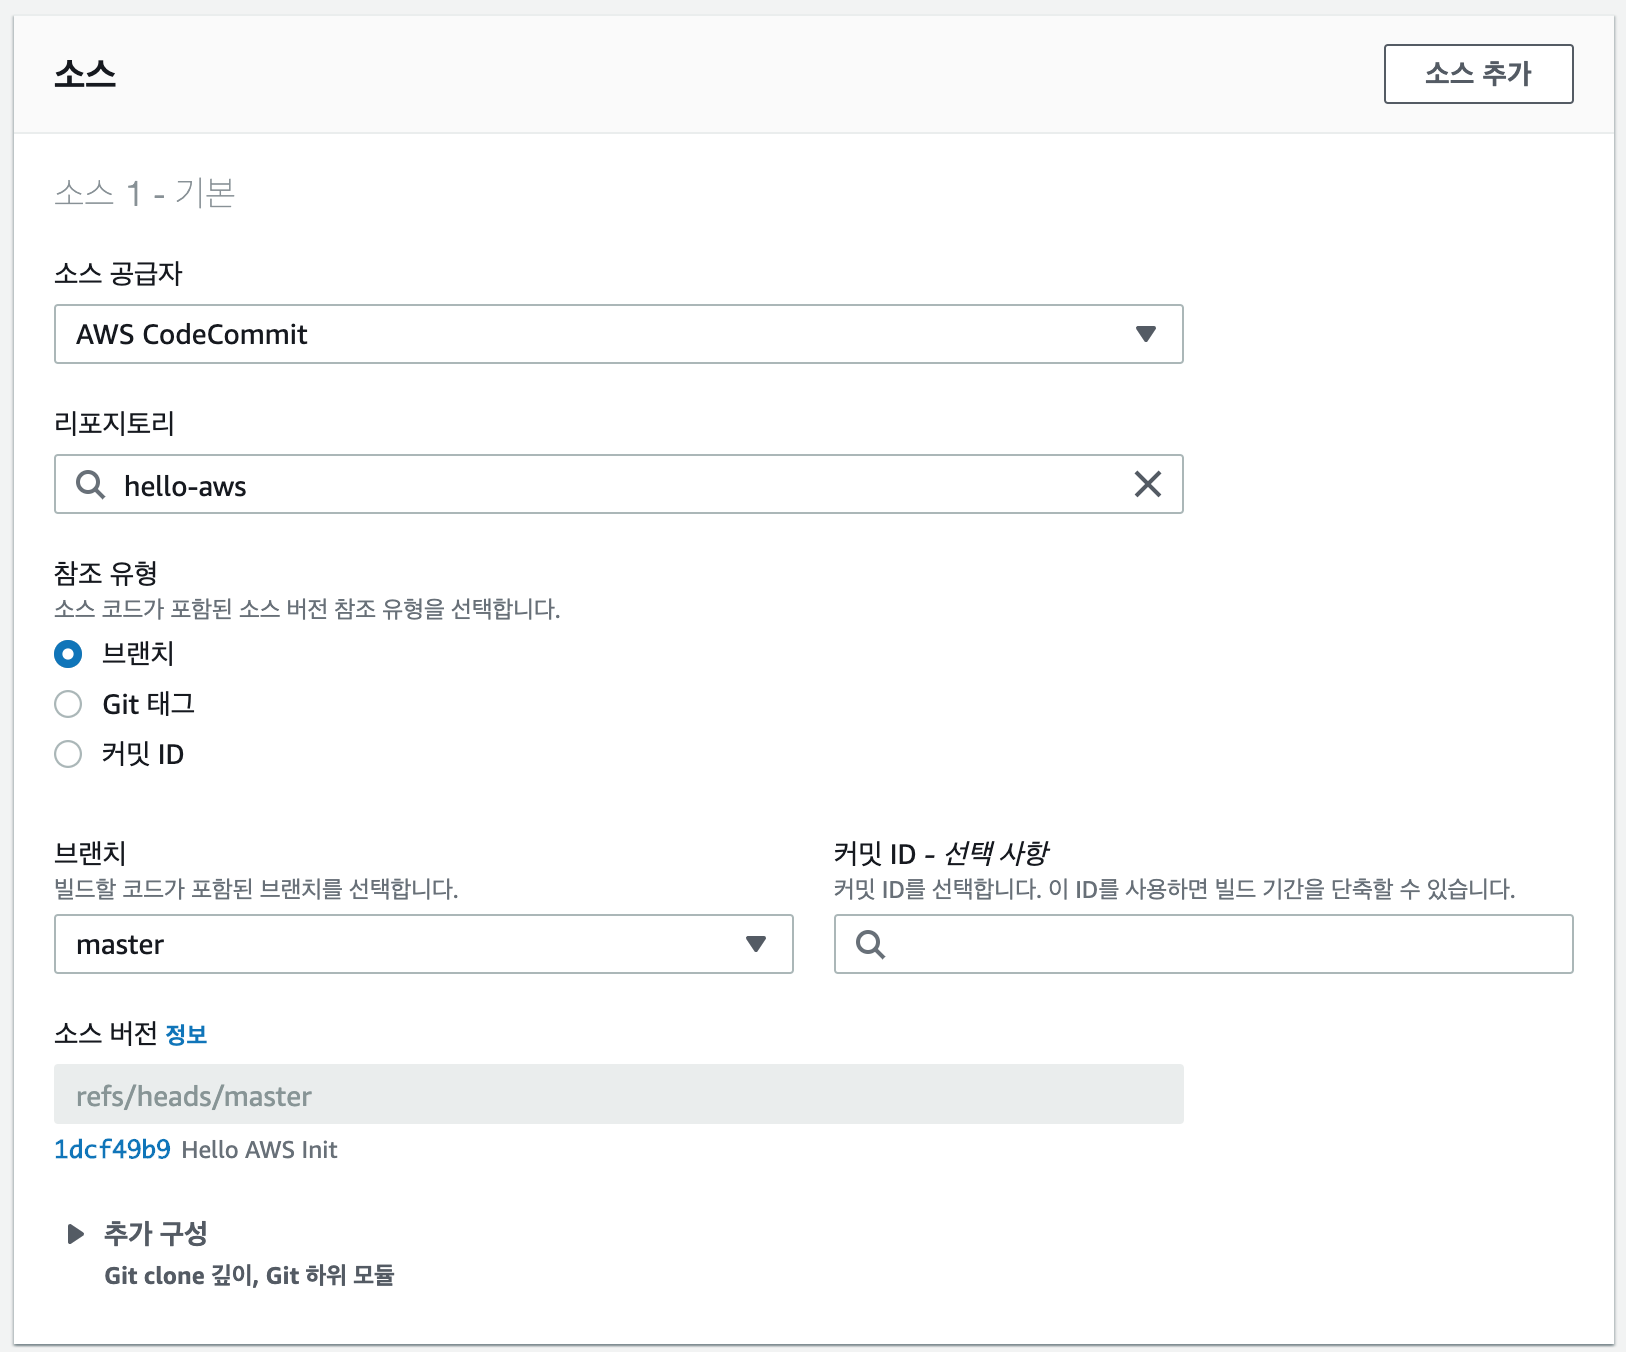 소스
소스 추가
소스 1 - 기본
소스 공급자
AWS CodeCommit
리포지토리
hello-aws
참조 유형
소스 코드가 포함된 소스 버전 참조 유형을 선택합니다.
브랜치
Git 태그
커밋 ID
브랜치
빌드할 코드가 포함된 브랜치를 선택합니다.
master
커밋 ID - 선택 사항
커밋 ID를 선택합니다. 이 ID를 사용하면 빌드 기간을 단축할 수 있습니다.
소스 버전 정보
refs/heads/master
1dcf49b9 Hello AWS Init
추가 구성
Git clone 깊이, Git 하위 모듈